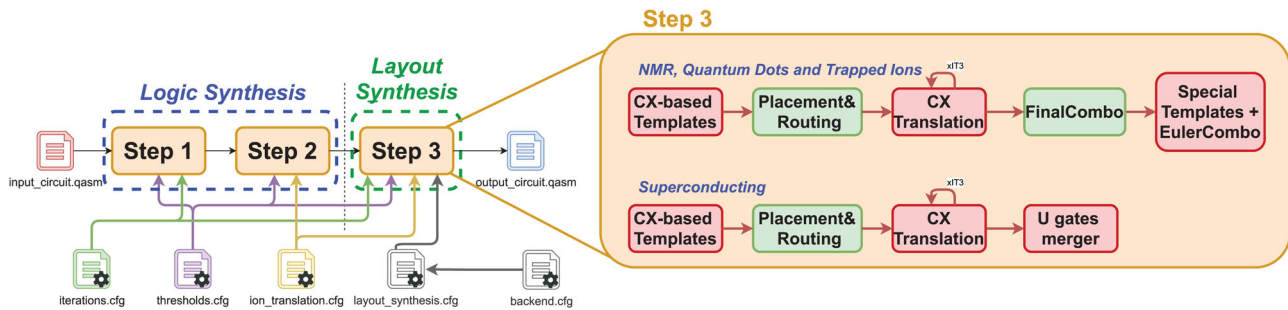 Step 3
Logic Synthesis
Layout
Synthesis
Step 1
Step 2
Step 3
input_circuit.qasm
output_circuit.qasm
iterations.cfg
thresholds.cfg
ion_translation.cfg
layout_synthesis.cfg
backend.cfg
NMR, Quantum Dots and Trapped Ions
xIT3
CX-based
Templates
Placement&
Routing
CX
Translation
FinalCombo
Special
Templates +
EulerCombo
Superconducting
xIT3
CX-based
Templates
Placement&
Routing
CX
Translation
U gates
merger